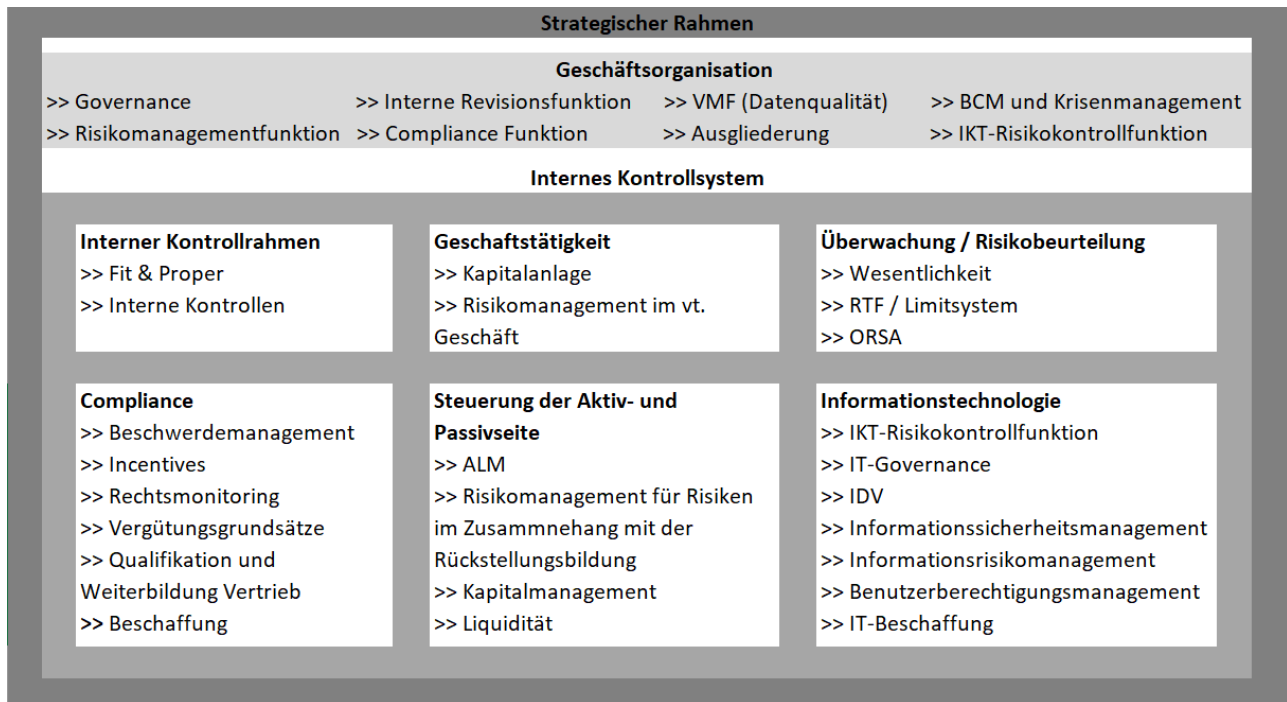 Strategischer Rahmen
Geschäftsorganisation
>> Governance >> Interne Revisionsfunktion >> VMF (Datenqualität) >> BCM und Krisenmanagement
>> Risikomanagementfunktion >> Compliance Funktion >> Ausgliederung >> IKT-Risikokontrollfunktion
Internes Kontrollsystem
Interner Kontrollrahmen
>> Fit & Proper
>> Interne Kontrollen
Geschaftstätigkeit
>> Kapitalanlage
>> Risikomanagement im vt.
Geschäft
Überwachung / Risikobeurteilung
>> Wesentlichkeit
>> RTF / Limitsystem
>> ORSA
Compliance
>> Beschwerdemanagement
>> Incentives
>> Rechtsmonitoring
>> Vergütungsgrundsätze
>> Qualifikation und
Weiterbildung Vertrieb
>> Beschaffung
Steuerung der Aktiv- und
Passivseite
>> ALM
>> Risikomanagement für Risiken
im Zusammnehang mit der
Rückstellungsbildung
>> Kapitalmanagement
>> Liquidität
Informationstechnologie
>> IKT-Risikokontrollfunktion
>> IT-Governance
>> IDV
>> Informationssicherheitsmanagement
>> Informationsrisikomanagement
>> Benutzerberechtigungsmanagement
>> IT-Beschaffung